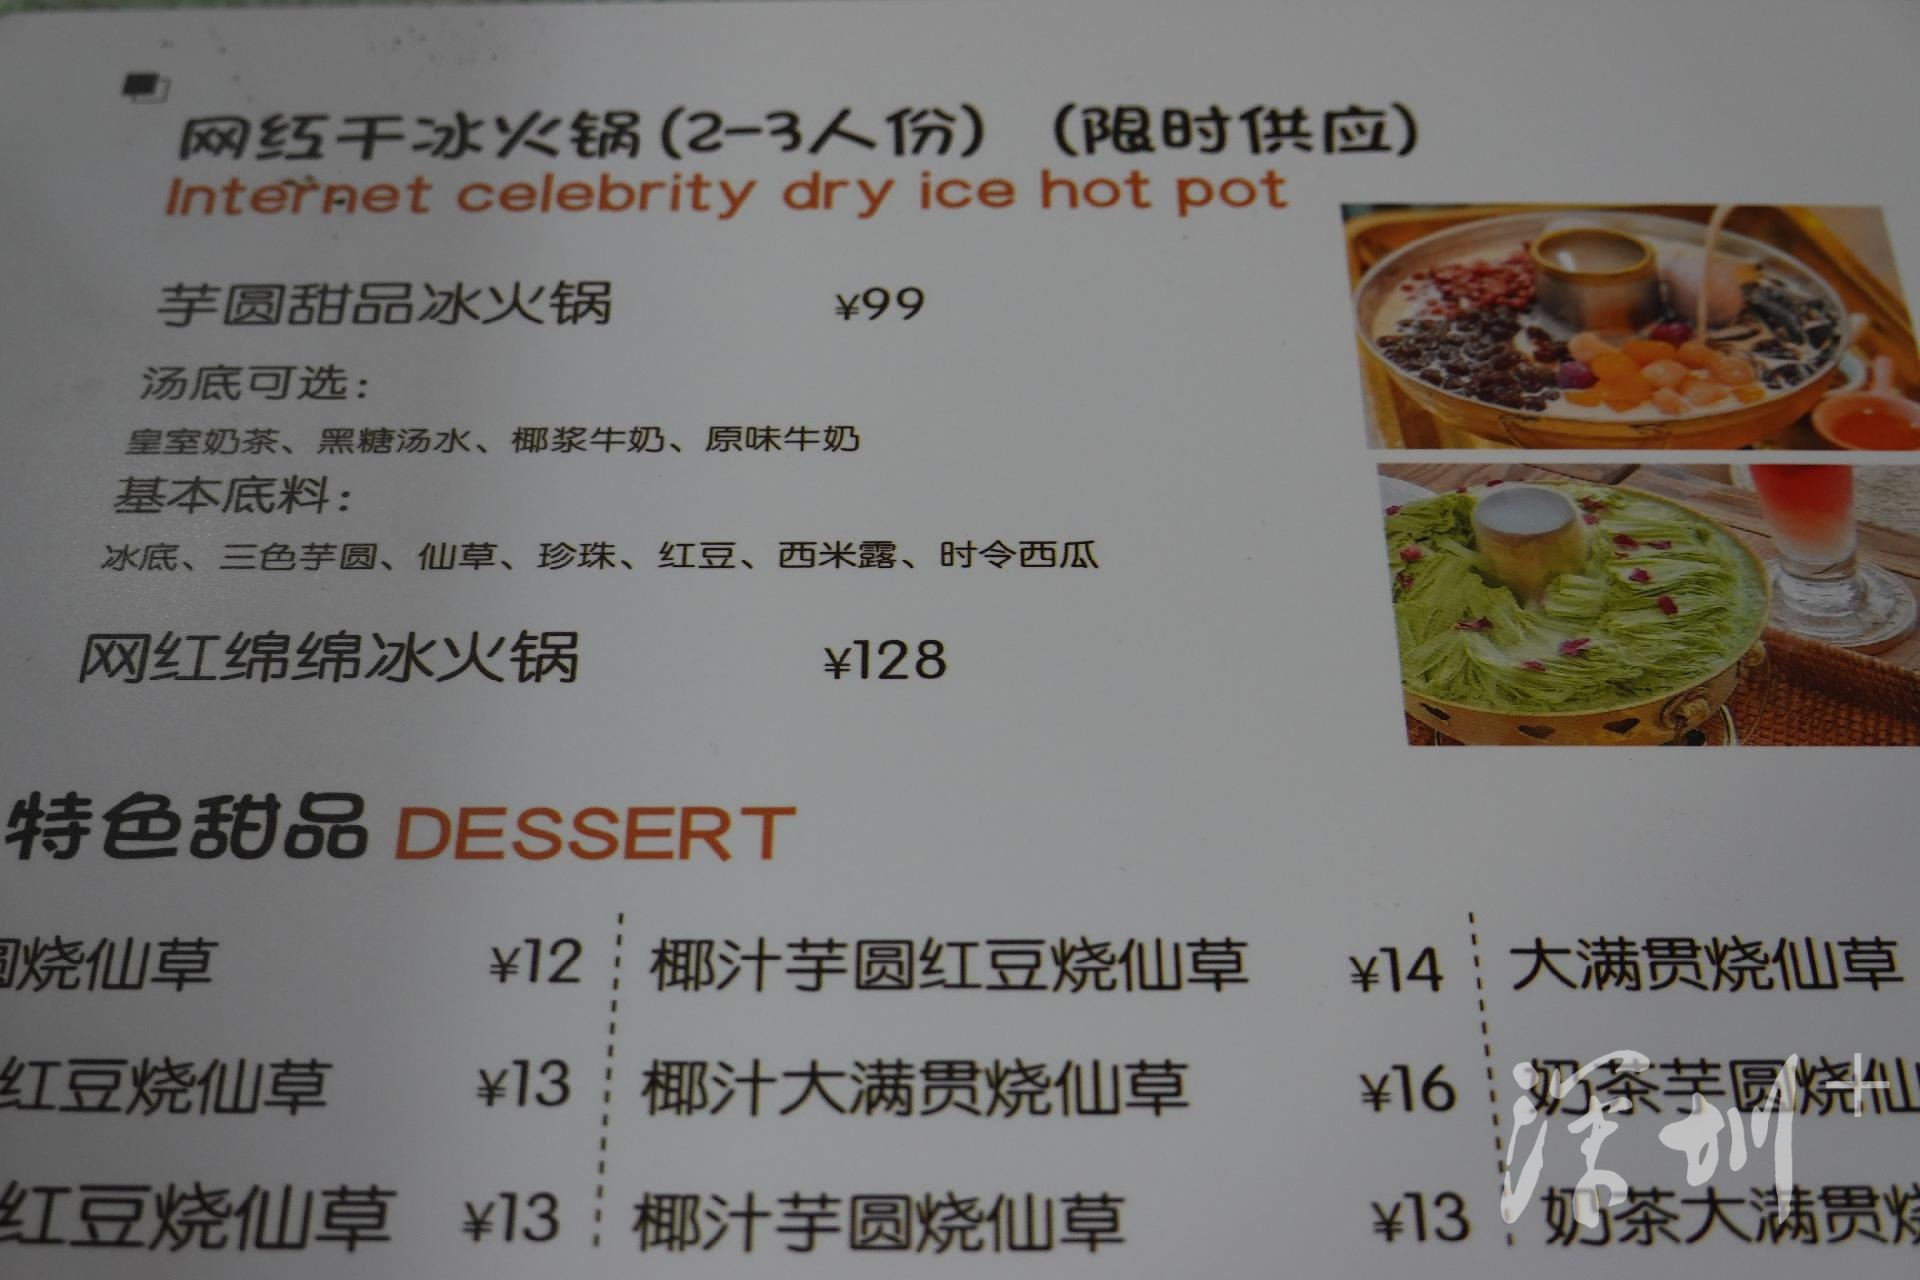 网红干冰火锅(2-3人份) (限时供应)
Internet celebrity dry ice hot pot
芋圆甜品冰火锅 ¥99
汤底可选:
皇室奶茶、黑糖汤水、椰浆牛奶、原味牛奶
基本底料:
冰底、三色芋圆、仙草、珍珠、红豆、西米露、时令西瓜
网红绵绵冰火锅 ¥128
特色甜品 DESSERT
圆烧仙草 ¥12 椰汁芋圆红豆烧仙草 ¥14 大满贯烧仙草
红豆烧仙草 ¥13 椰汁大满贯烧仙草 ¥16 奶茶芋圆烧仙
红豆烧仙草 ¥13 椰汁芋圆烧仙草 ¥13 奶茶大满贯烧
深圳+